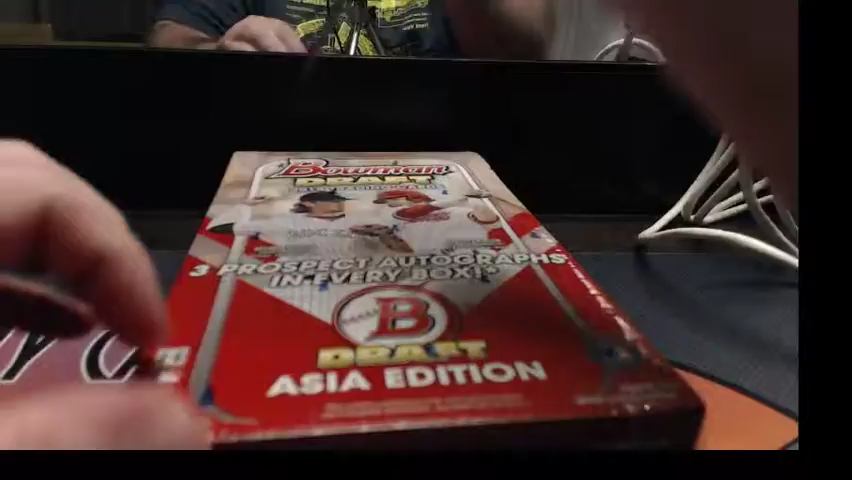 Bowman
DRAFT
3 PROSPECT AUTOGRAPHS
IN EVERY BOX!*
B
DRAFT
ASIA EDITION